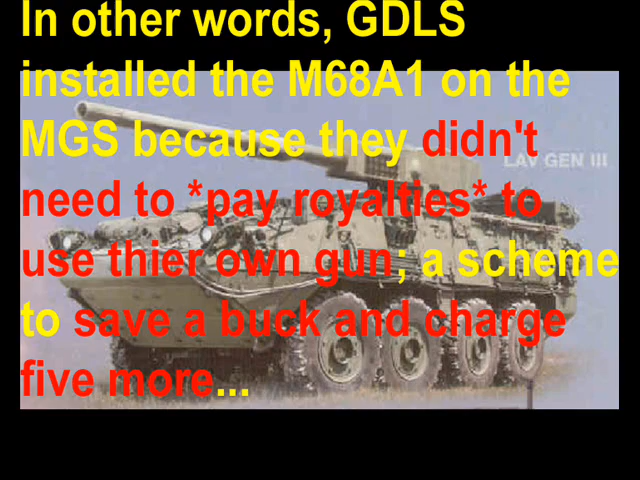 In other words, GDLS
installed the M68A1 on the
MGS because they didn't
LAV GEN III
need to *pay royalties* to
use thier own gun; a scheme
to save a buck and charge
five more...